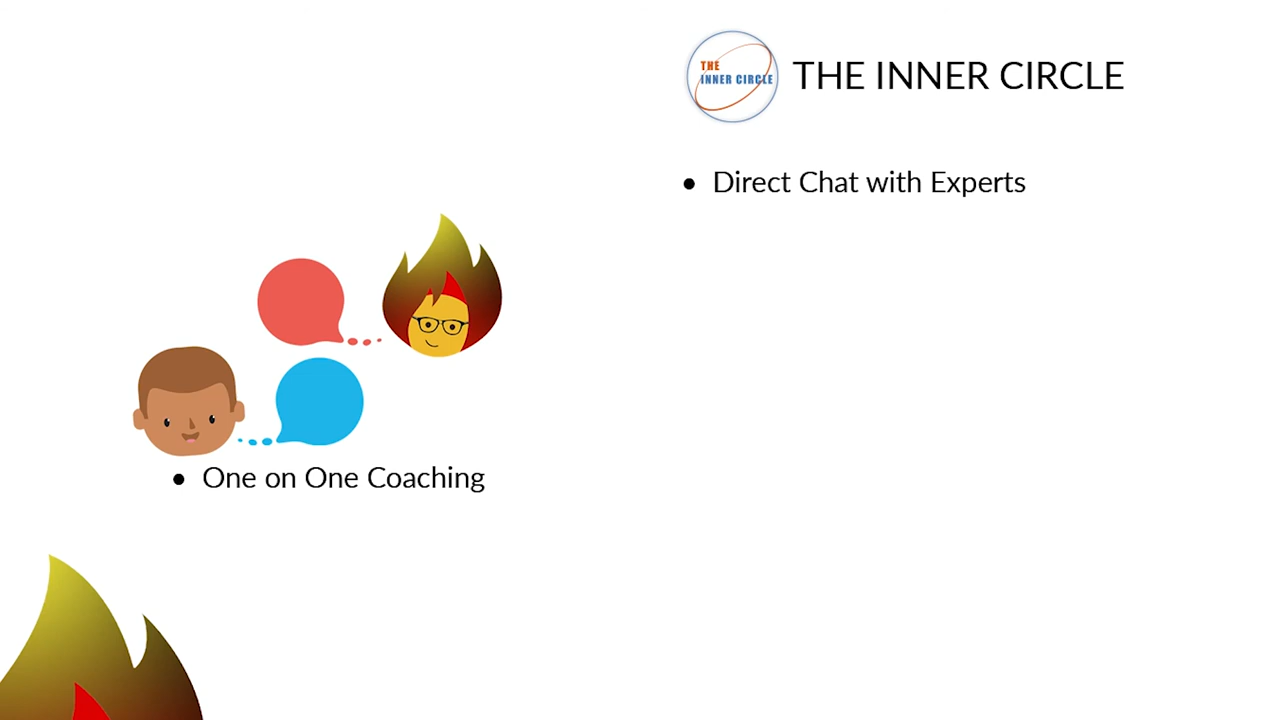 THE
INNER CIRCLE
THE INNER CIRCLE
• Direct Chat with Experts
• One on One Coaching